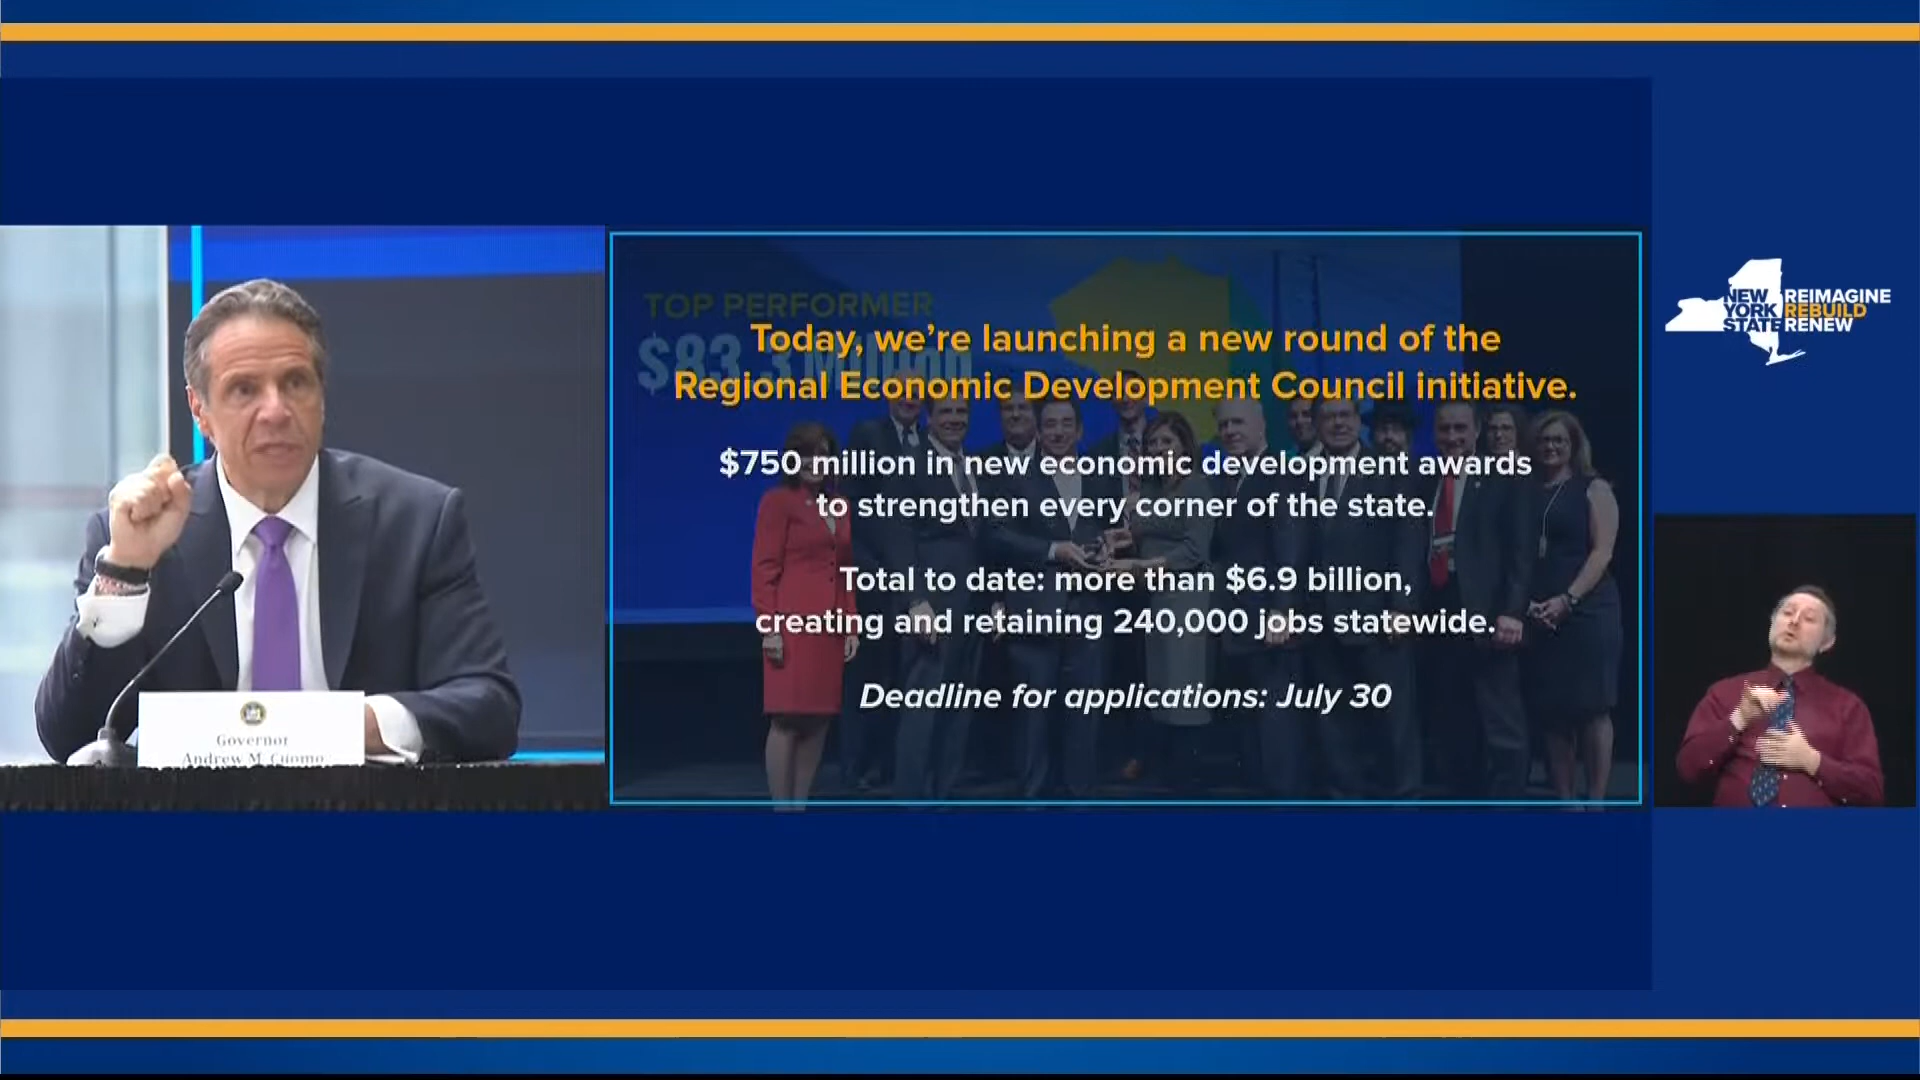 Governor
Andrew M. Cuomo
TOP PERFORMER
$83.3 Million
Today, we’re launching a new round of the
Regional Economic Development Council initiative.
$750 million in new economic development awards
to strengthen every corner of the state.
Total to date: more than $6.9 billion,
creating and retaining 240,000 jobs statewide.
Deadline for applications: July 30
NEW
YORK
STATE
REIMAGINE
REBUILD
RENEW